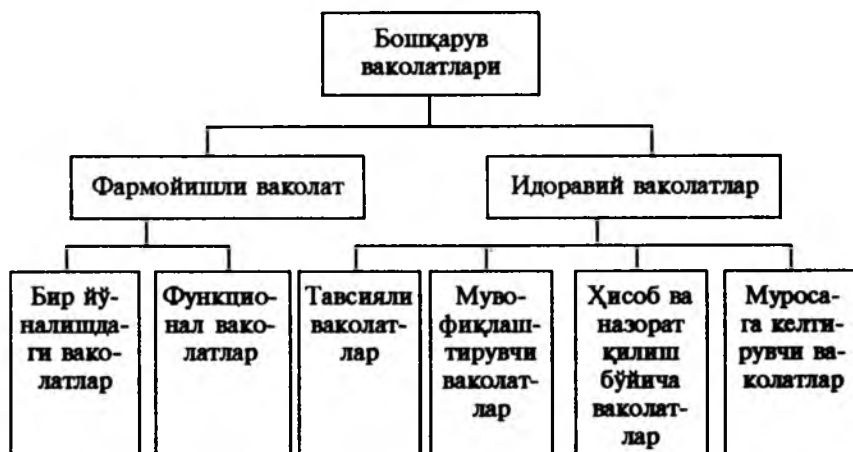 Бошқарув
ваколатлари
Фармойишли ваколат
Идоравий ваколатлар
Бир йў-
налишда-
ги вако-
латлар
Функцио-
нал вако-
латлар
Тавсияли
ваколат-
лар
Муво-
фиқлаш-
тирувчи
ваколат-
лар
Ҳисоб ва
назорат
қилиш
бўйича
ваколат-
лар
Муроса-
га келти-
рувчи ва-
колатлар